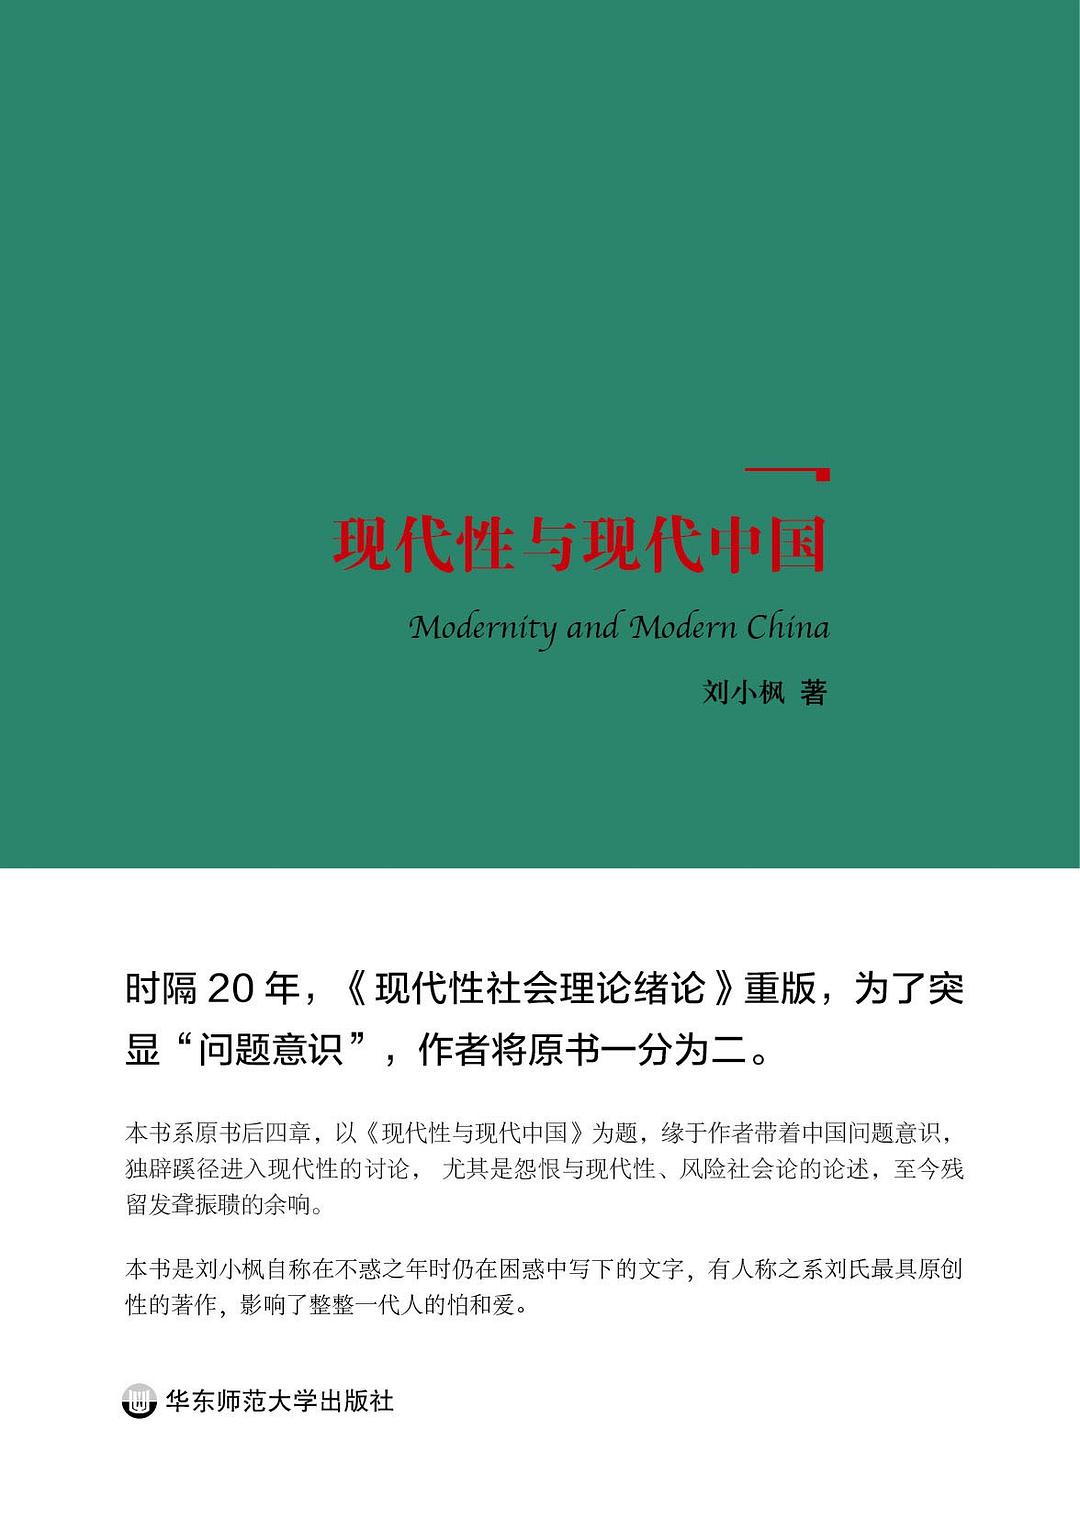 现代性与现代中国
Modernity and Modern China
刘小枫 著
时隔 20 年，《现代性社会理论绪论》重版，为了突
显“问题意识”，作者将原书一分为二。
本书系原书后四章，以《现代性与现代中国》为题，缘于作者带着中国问题意识，
独辟蹊径进入现代性的讨论， 尤其是怨恨与现代性、风险社会论的论述，至今残
留发聋振聩的余响。
本书是刘小枫自称在不惑之年时仍在困惑中写下的文字，有人称之系刘氏最具原创
性的著作，影响了整整一代人的怕和爱。
华东师范大学出版社